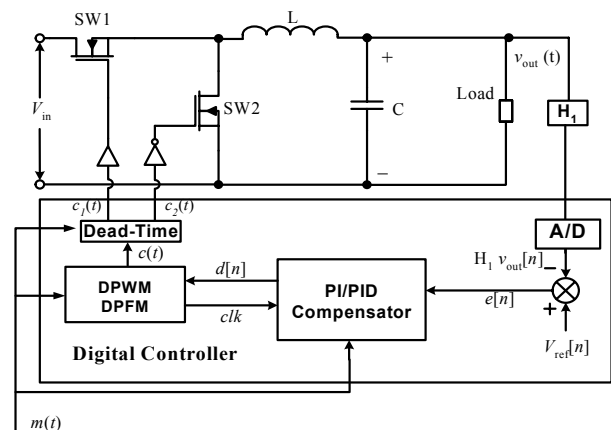 SW1
L
+
v_out (t)
V_in
SW2
C
Load
H_1
−
c_1(t)
c_2(t)
Dead-Time
A/D
c(t)
H_1 v_out[n]
−
DPWM
DPFM
d[n]
clk
PI/PID
Compensator
e[n]
+
V_ref[n]
Digital Controller
m(t)